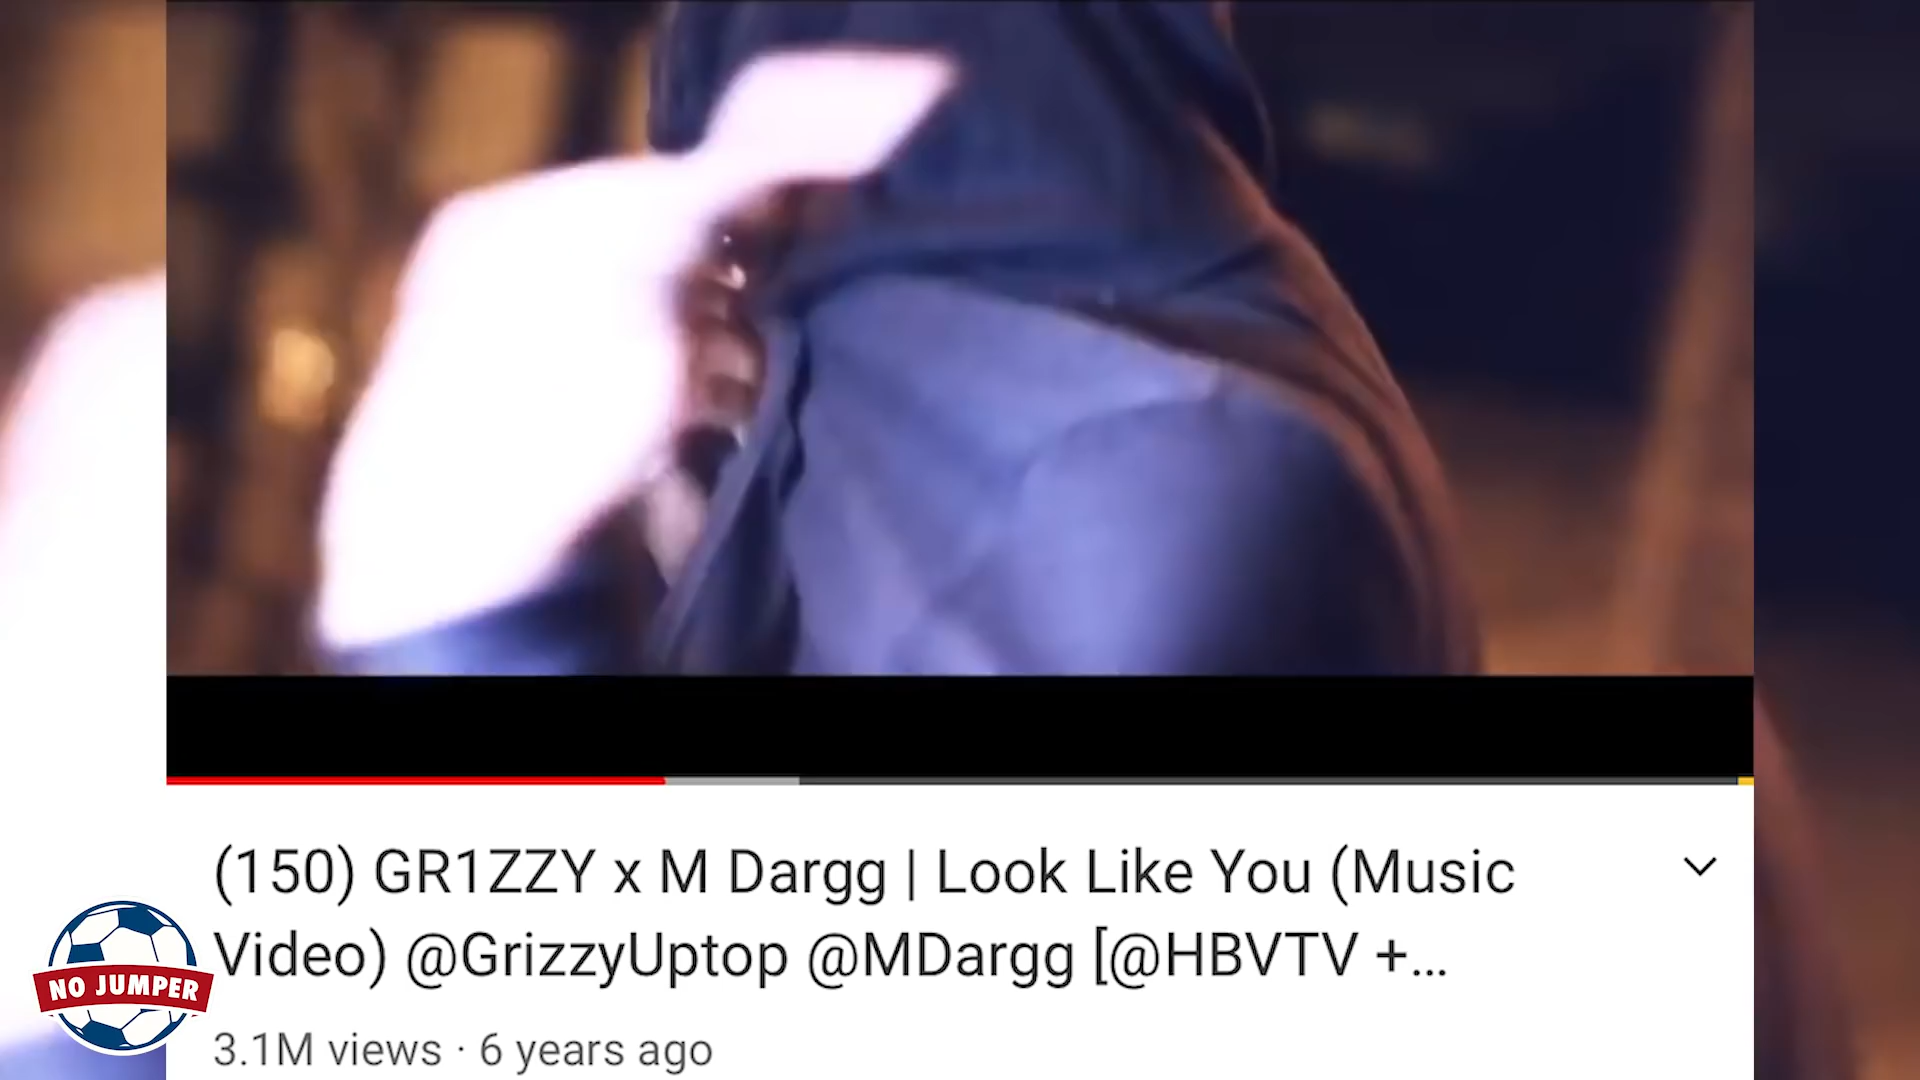 (150) GR1ZZY x M Dargg | Look Like You (Music
Video) @GrizzyUptop @MDargg [@HBVTV +...
NO JUMPER
3.1M views · 6 years ago